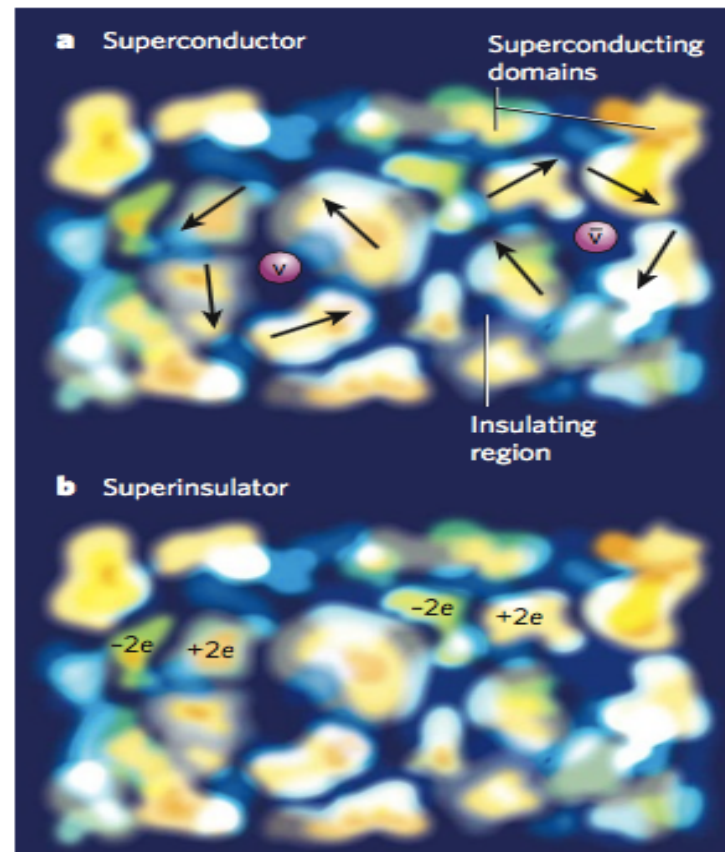 a Superconductor
Superconducting
domains
v
v̄
Insulating
region
b Superinsulator
–2e
+2e
–2e
+2e